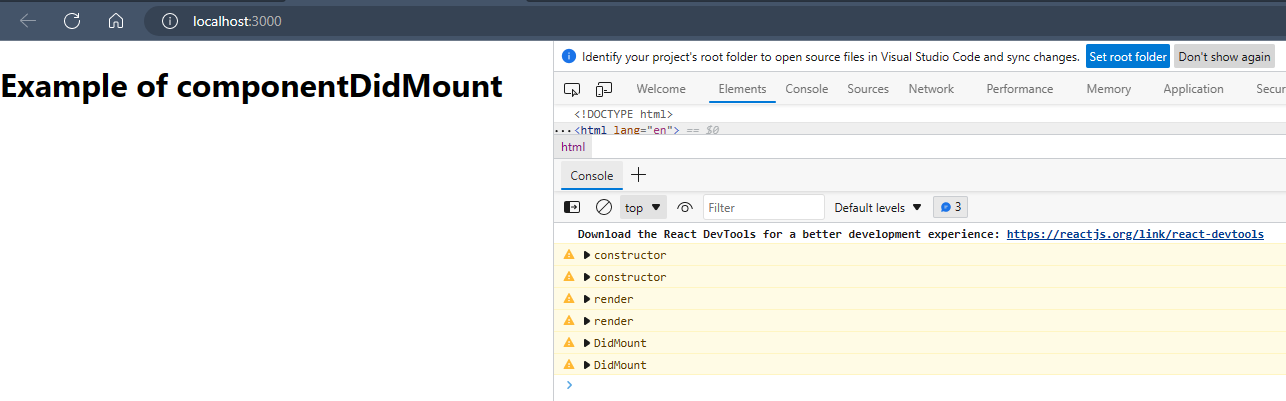 localhost:3000
Example of componentDidMount
Identify your project's root folder to open source files in Visual Studio Code and sync changes. Set root folder Don't show again
Welcome Elements Console Sources Network Performance Memory Application Secur
<!DOCTYPE html>
...<html lang="en"> == $0
html
Console
top Filter Default levels 3
Download the React DevTools for a better development experience: https://reactjs.org/link/react-devtools
constructor
constructor
render
render
DidMount
DidMount